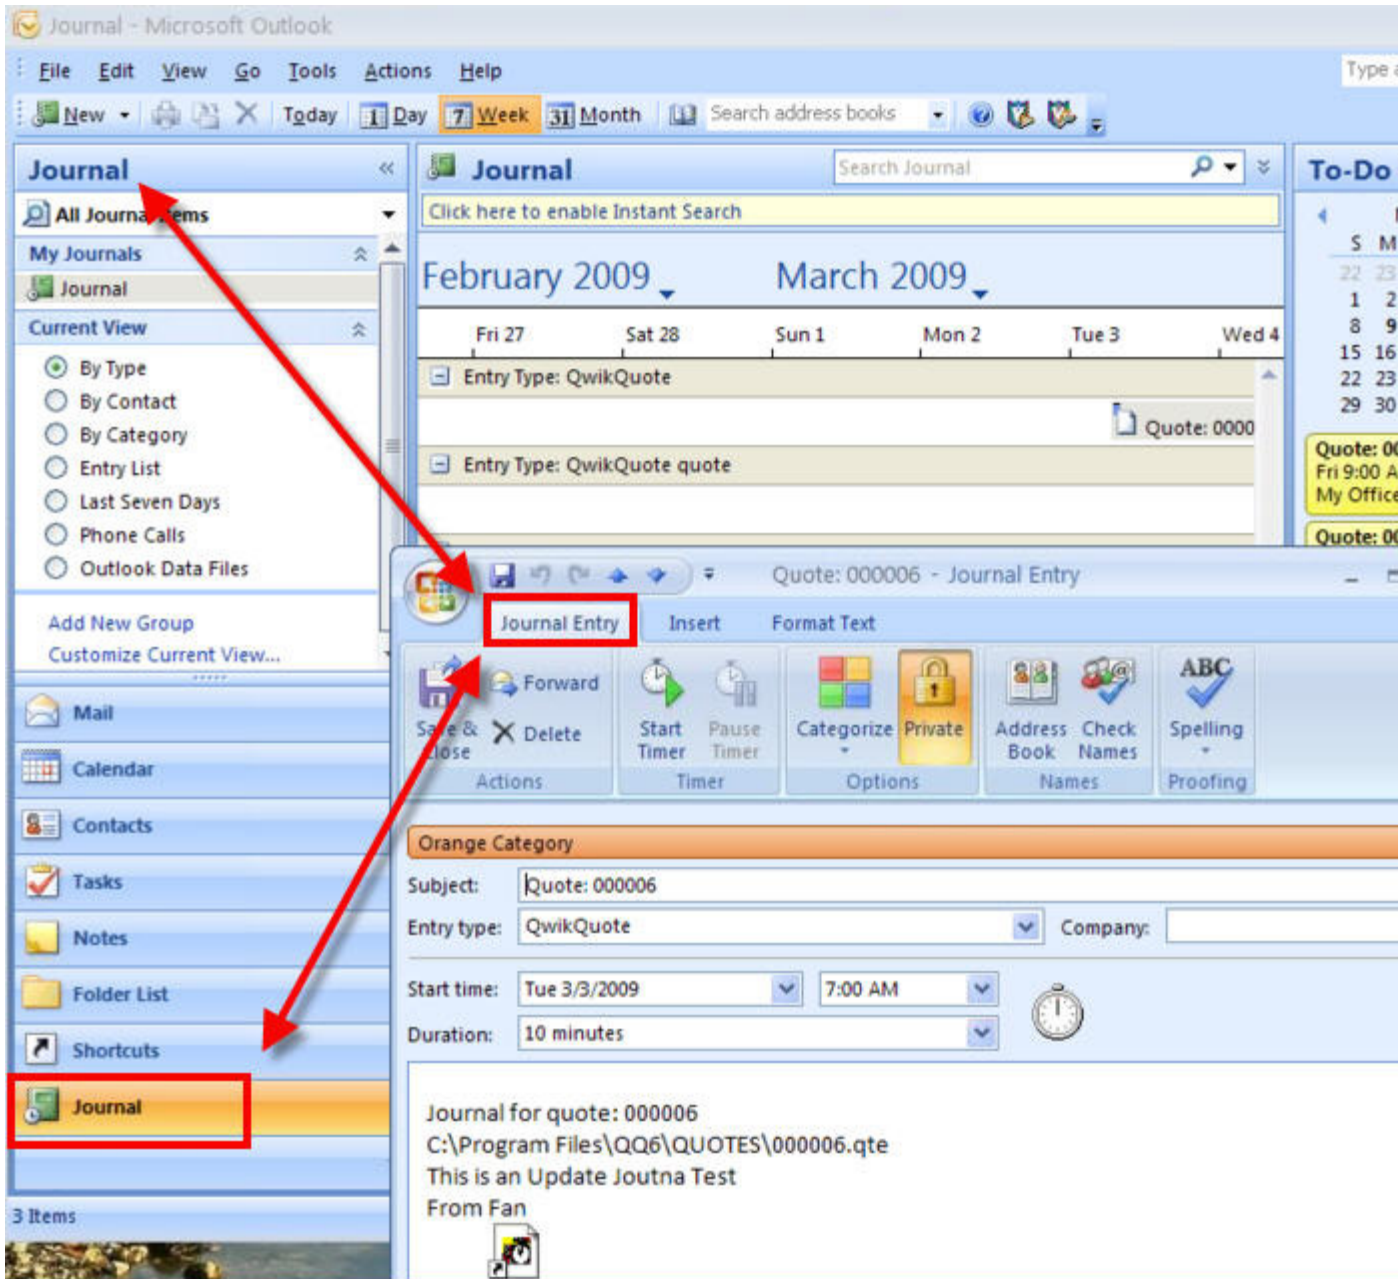 Journal - Microsoft Outlook
File Edit View Go Tools Actions Help
Type a
New Today 1 Day 7 Week 31 Month Search address books
Journal
All Journal Items
My Journals
Journal
Current View
By Type
By Contact
By Category
Entry List
Last Seven Days
Phone Calls
Outlook Data Files
Add New Group
Customize Current View...
Mail
Calendar
Contacts
Tasks
Notes
Folder List
Shortcuts
Journal
3 Items
Journal Search Journal
Click here to enable Instant Search
February 2009 March 2009
Fri 27 Sat 28 Sun 1 Mon 2 Tue 3 Wed 4
Entry Type: QwikQuote
Quote: 0000
Entry Type: QwikQuote quote
To-Do
S M
22 23
1 2
8 9
15 16
22 23
29 30
Quote: 00
Fri 9:00 A
My Office
Quote: 00
Quote: 000006 - Journal Entry
Journal Entry Insert Format Text
Save & Close Forward Delete Start Timer Pause Timer Categorize Private Address Book Check Names ABC Spelling
Actions Timer Options Names Proofing
Orange Category
Subject: Quote: 000006
Entry type: QwikQuote Company:
Start time: Tue 3/3/2009 7:00 AM
Duration: 10 minutes
Journal for quote: 000006
C:\Program Files\QQ6\QUOTES\000006.qte
This is an Update Joutna Test
From Fan